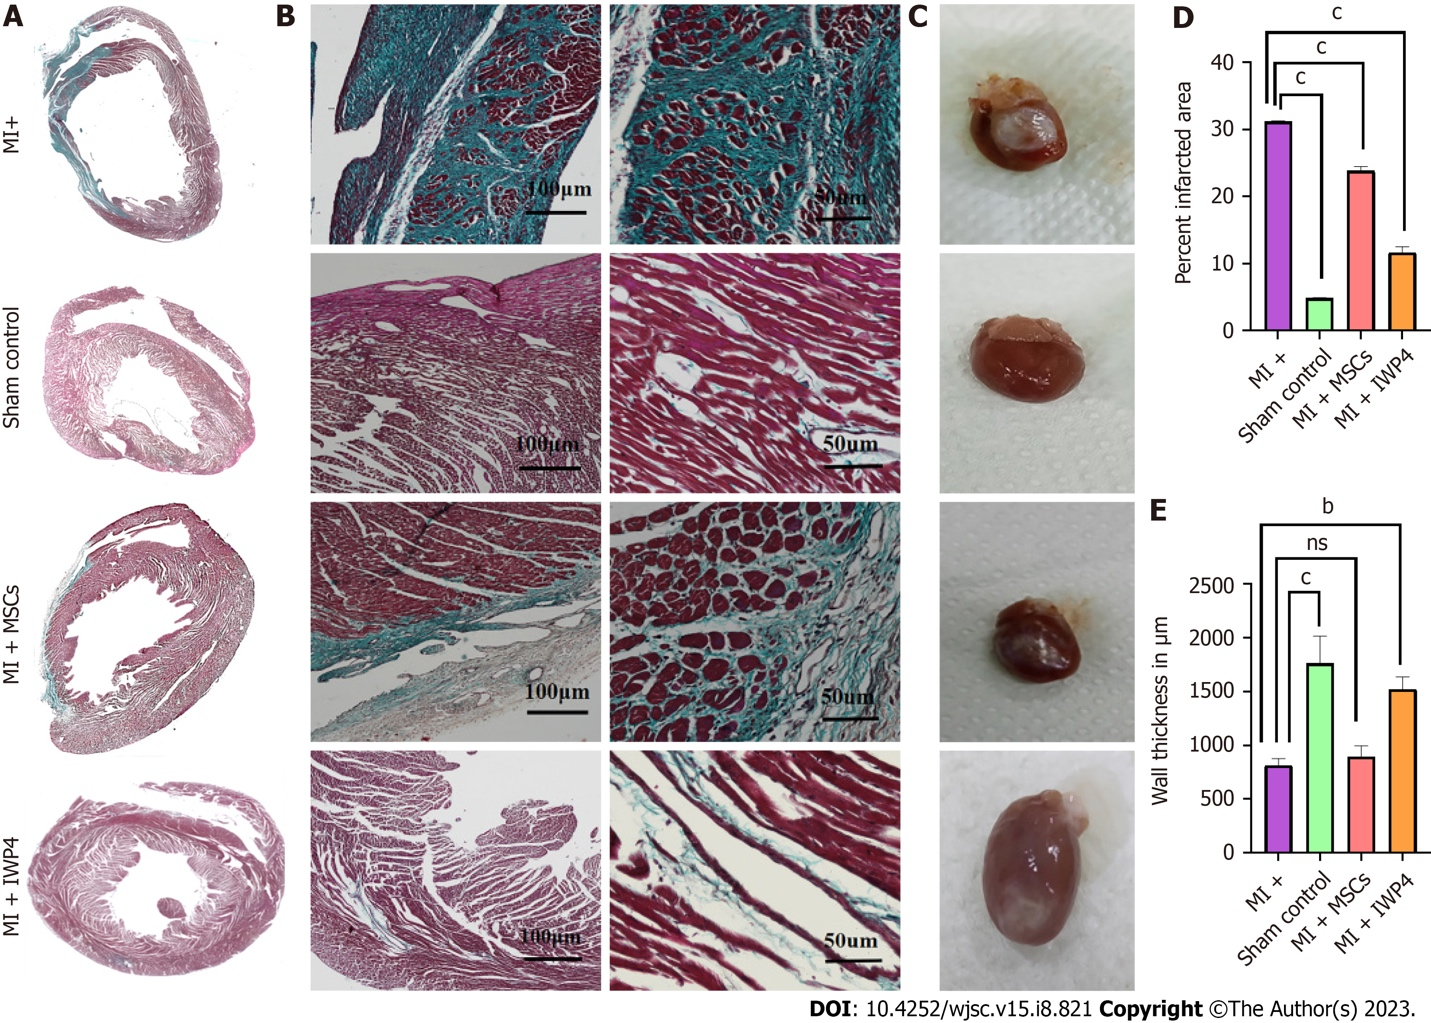 A
B
C
D
E
MI+
Sham control
MI + MSCs
MI + IWP4
100µm
50µm
100µm
50um
100µm
50µm
100µm
50um
c
c
c
Percent infarcted area
40
30
20
10
0
MI +
Sham control
MI + MSCs
MI + IWP4
b
ns
c
Wall thickness in µm
2500
2000
1500
1000
500
0
MI +
Sham control
MI + MSCs
MI + IWP4
DOI: 10.4252/wjsc.v15.i8.821 Copyright ©The Author(s) 2023.